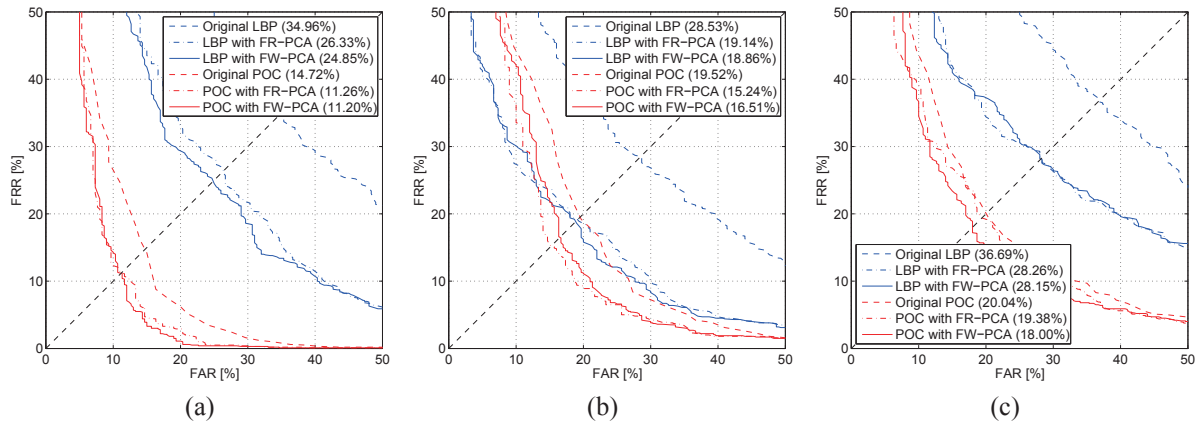 50
40
30
20
10
0
FRR [%]
0
10
20
30
40
50
FAR [%]
Original LBP (34.96%)
LBP with FR-PCA (26.33%)
LBP with FW-PCA (24.85%)
Original POC (14.72%)
POC with FR-PCA (11.26%)
POC with FW-PCA (11.20%)
(a)
50
40
30
20
10
0
FRR [%]
0
10
20
30
40
50
FAR [%]
Original LBP (28.53%)
LBP with FR-PCA (19.14%)
LBP with FW-PCA (18.86%)
Original POC (19.52%)
POC with FR-PCA (15.24%)
POC with FW-PCA (16.51%)
(b)
50
40
30
20
10
0
FRR [%]
0
10
20
30
40
50
FAR [%]
Original LBP (36.69%)
LBP with FR-PCA (28.26%)
LBP with FW-PCA (28.15%)
Original POC (20.04%)
POC with FR-PCA (19.38%)
POC with FW-PCA (18.00%)
(c)